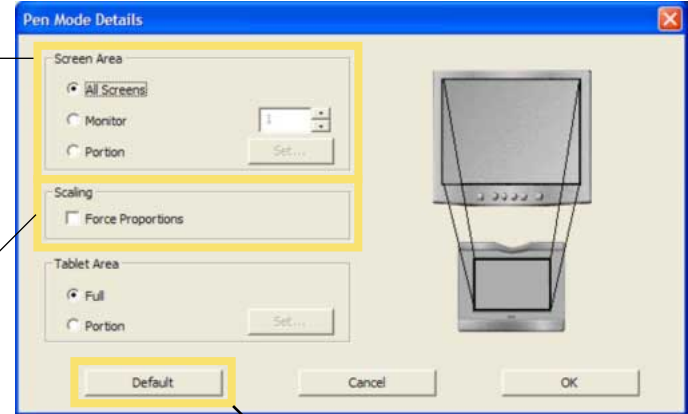 Pen Mode Details
Screen Area
All Screens
Monitor
1
Portion
Set...
Scaling
Force Proportions
Tablet Area
Full
Portion
Set...
Default
Cancel
OK